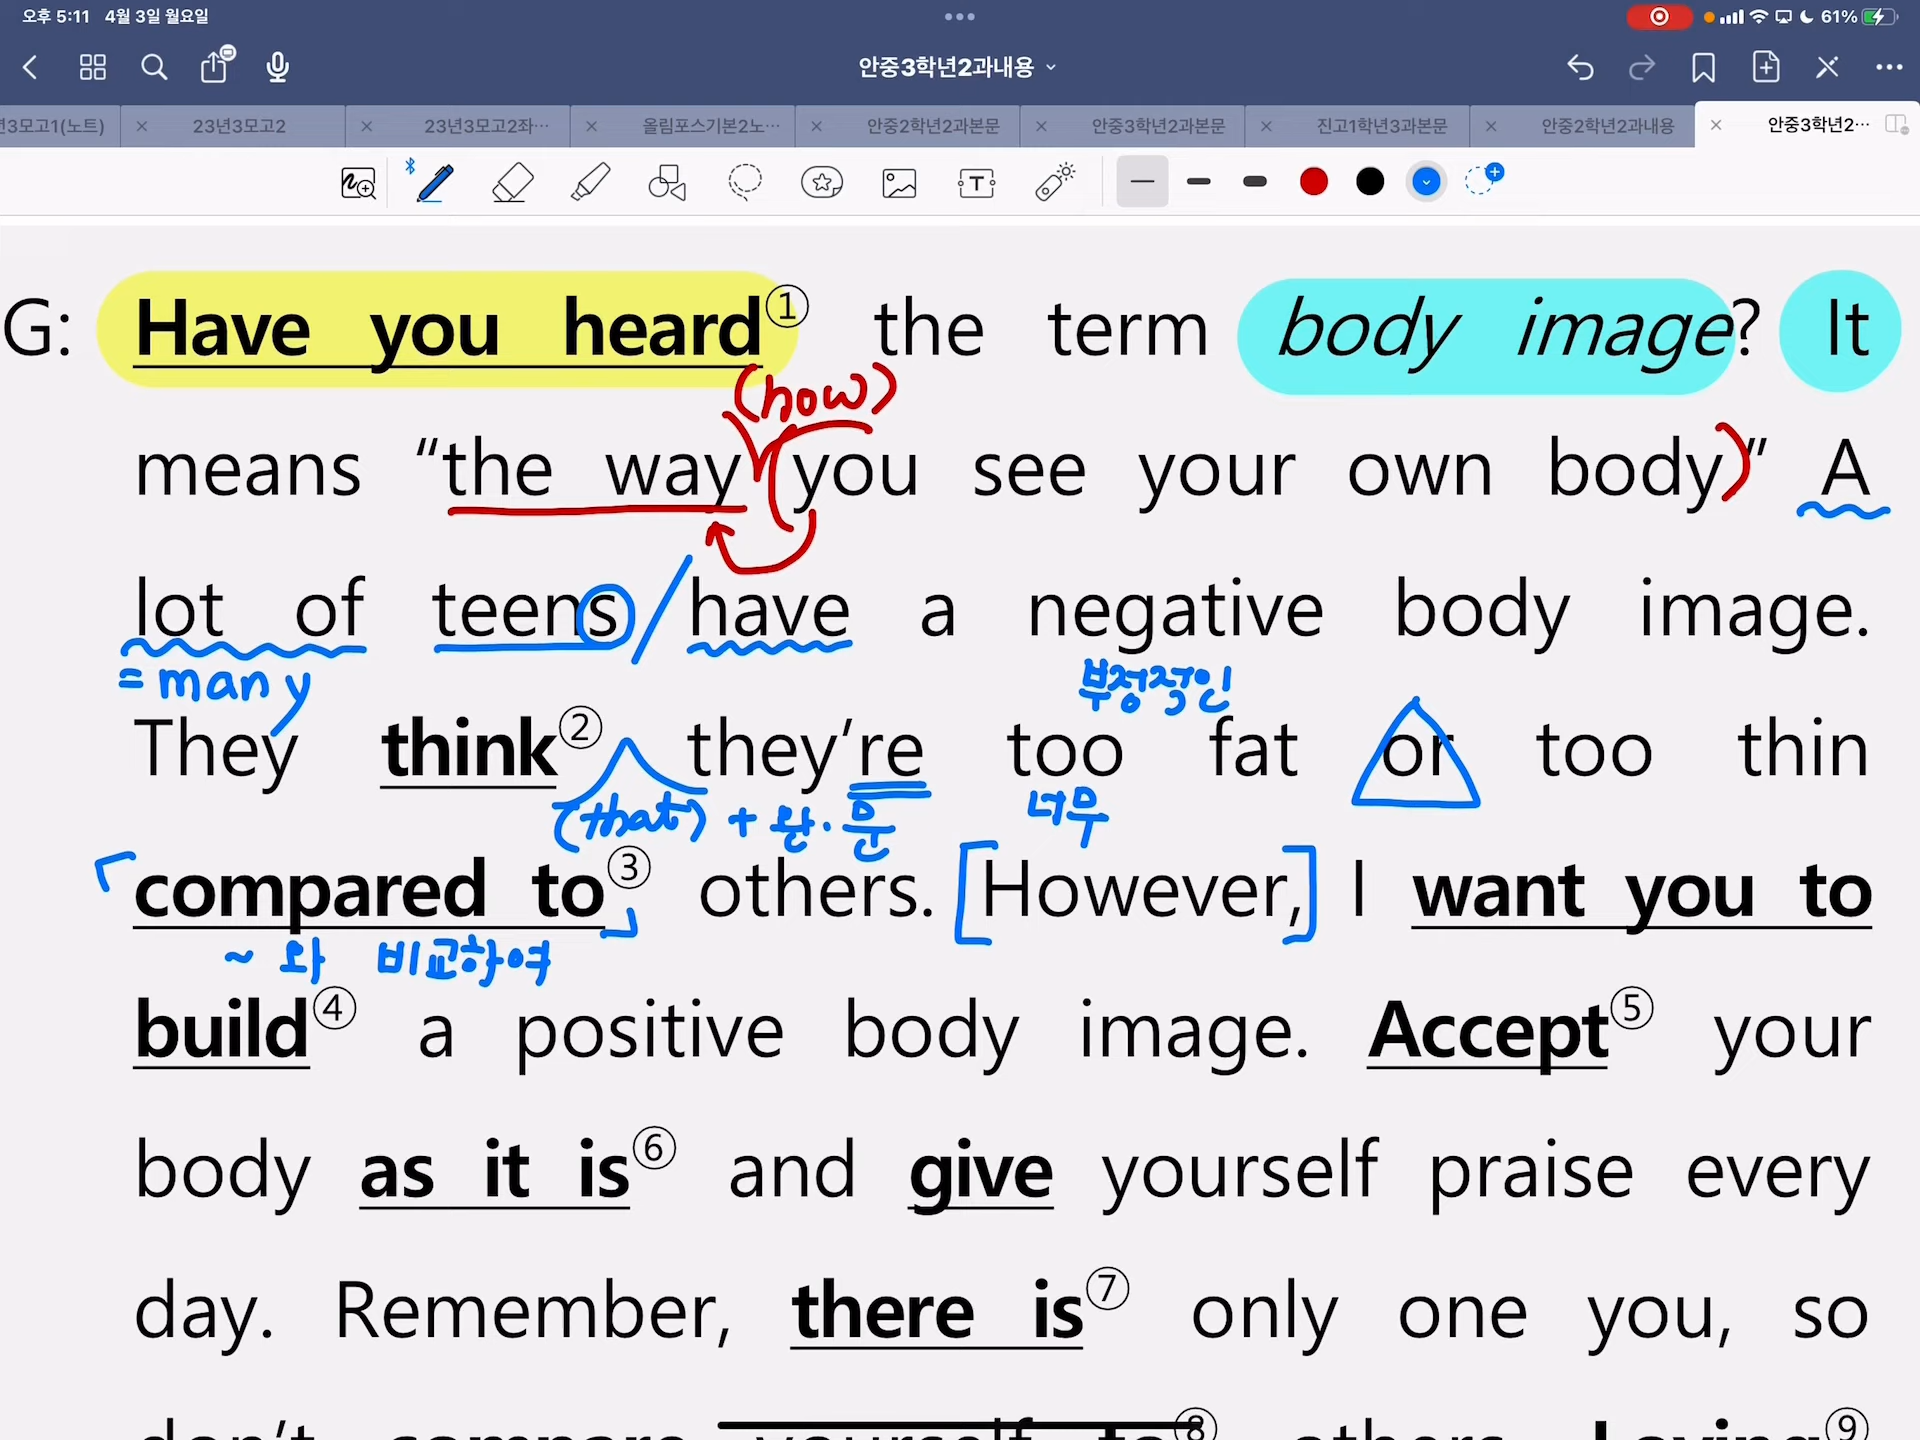 오후 5:11 4월 3일 월요일 61%
안중3학년2과내용
년3모고1(노트) 23년3모고2 23년3모고2좌… 올림포스기본2노… 안중2학년2과본문 안중3학년2과본문 진고1학년3과본문 안중2학년2과내용 안중3학년2…
G: Have you heard① the term body image? It
(how)
means “the way you see your own body” A
lot of teens / have a negative body image.
= many 부정적인
They think② they’re too fat or too thin
(that) + 완.문 너무
「compared to③」 others. [However,] I want you to
~ 와 비교하여
build④ a positive body image. Accept⑤ your
body as it is⑥ and give yourself praise every
day. Remember, there is⑦ only one you, so
don’t compare yourself to⑧ others. Loving⑨